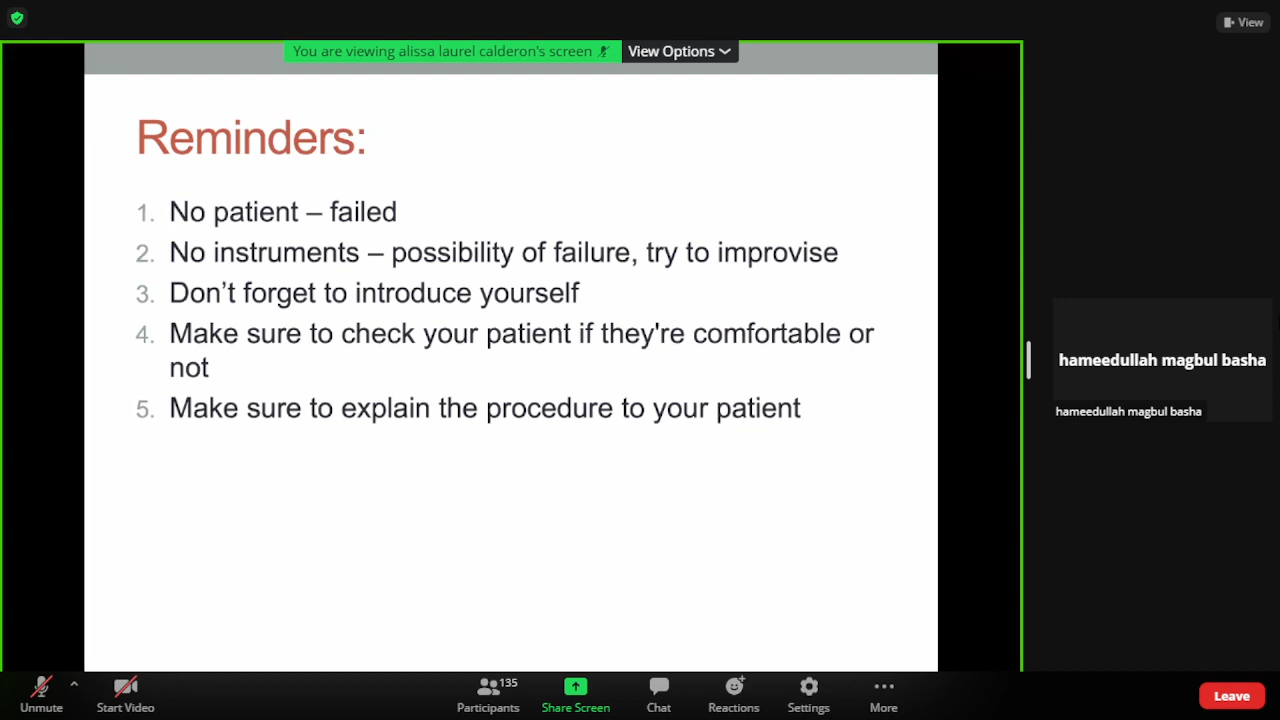 View
You are viewing alissa laurel calderon's screen
View Options
Reminders:
1. No patient – failed
2. No instruments – possibility of failure, try to improvise
3. Don’t forget to introduce yourself
4. Make sure to check your patient if they're comfortable or
not
5. Make sure to explain the procedure to your patient
hameedullah magbul basha
hameedullah magbul basha
Unmute
Start Video
Participants
135
Share Screen
Chat
Reactions
Settings
More
Leave